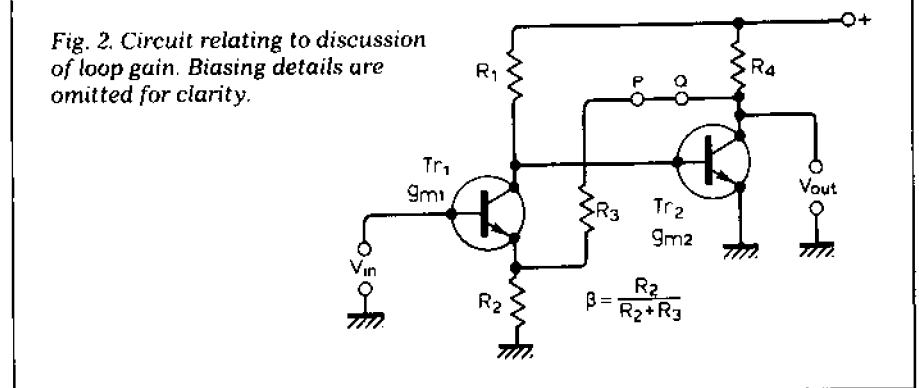 Fig. 2. Circuit relating to discussion
of loop gain. Biasing details are
omitted for clarity.
+
R1
R4
P Q
Tr1
gm1
R3
Tr2
gm2
Vout
Vin
R2
β = R2
R2+R3